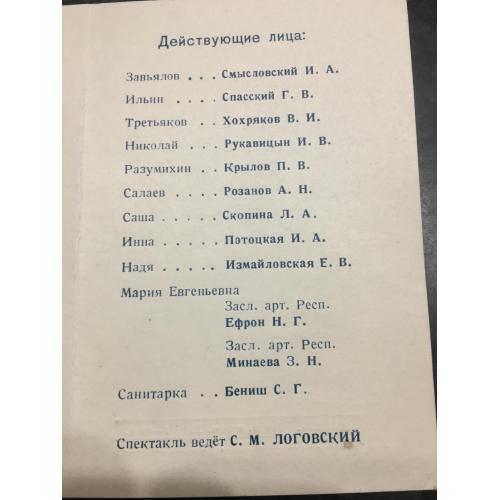 Действующие лица:
Завьялов . . . Смысловский И. А.
Ильин . . . . Спасский Г. В.
Третьяков . . Хохряков В. И.
Николай . . . Рукавицын И. В.
Разумихин . . Крылов П. В.
Салаев . . . . Розанов А. Н.
Саша . . . . . Скопина Л. А.
Инна . . . . . Потоцкая И. А.
Надя . . . . . Измайловская Е. В.
Мария Евгеньевна
Засл. арт. Респ.
Ефрон Н. Г.
Засл. арт. Респ.
Минаева З. Н.
Санитарка . . Бениш С. Г.
Спектакль ведёт С. М. ЛОГОВСКИЙ